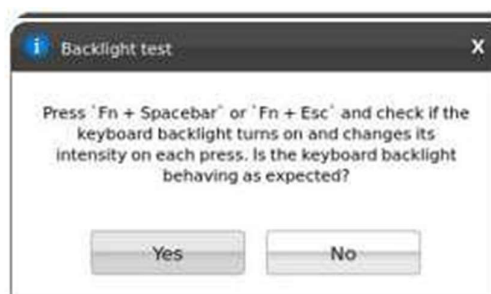 Backlight test X
Press `Fn + Spacebar` or `Fn + Esc` and check if the
keyboard backlight turns on and changes its
intensity on each press. Is the keyboard backlight
behaving as expected?
Yes No